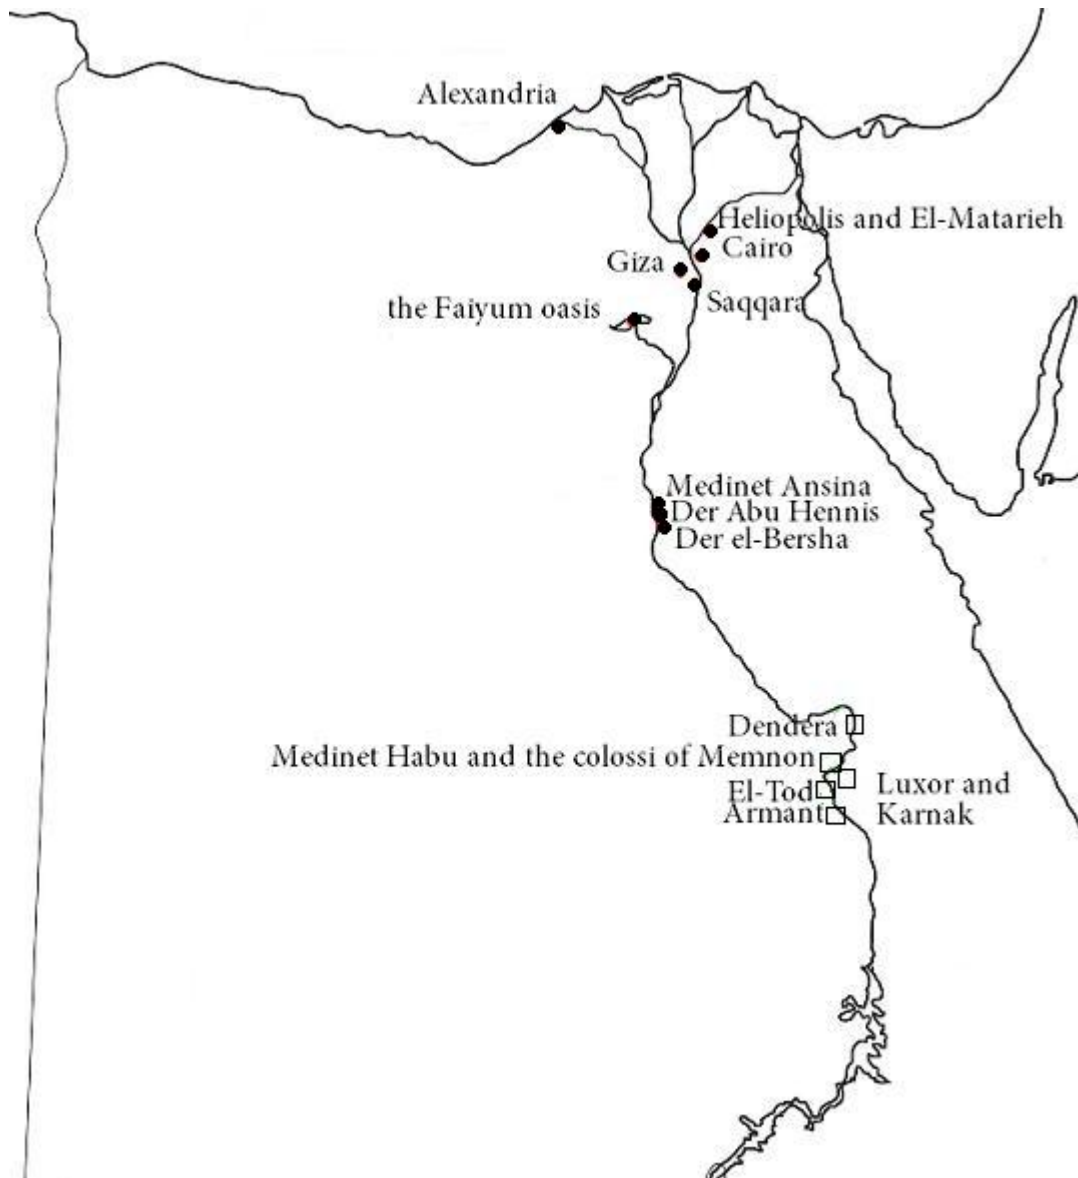 Alexandria
Heliopolis and El-Matarieh
Cairo
Giza
Saqqara
the Faiyum oasis
Medinet Ansina
Der Abu Hennis
Der el-Bersha
Dendera
Medinet Habu and the colossi of Memnon
El-Tod
Armant
Luxor and
Karnak